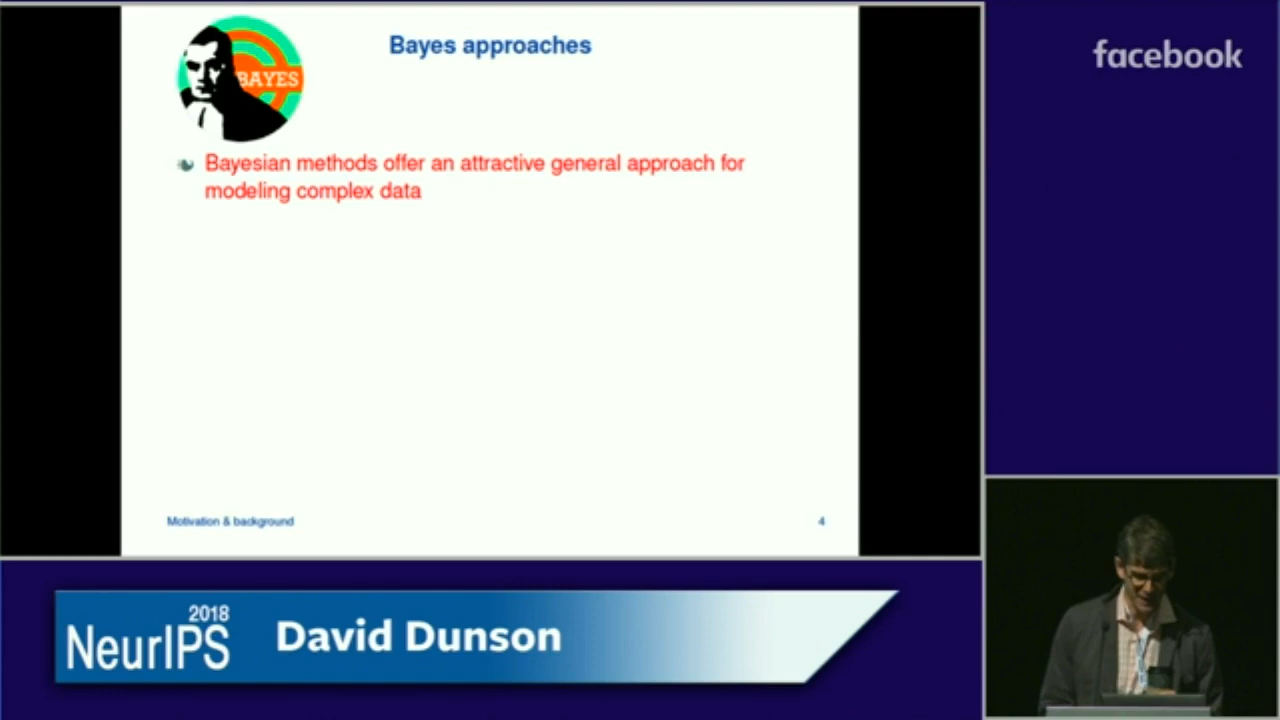 Bayes approaches
BAYES
Bayesian methods offer an attractive general approach for
modeling complex data
Motivation & background
4
facebook
2018
NeurIPS
David Dunson